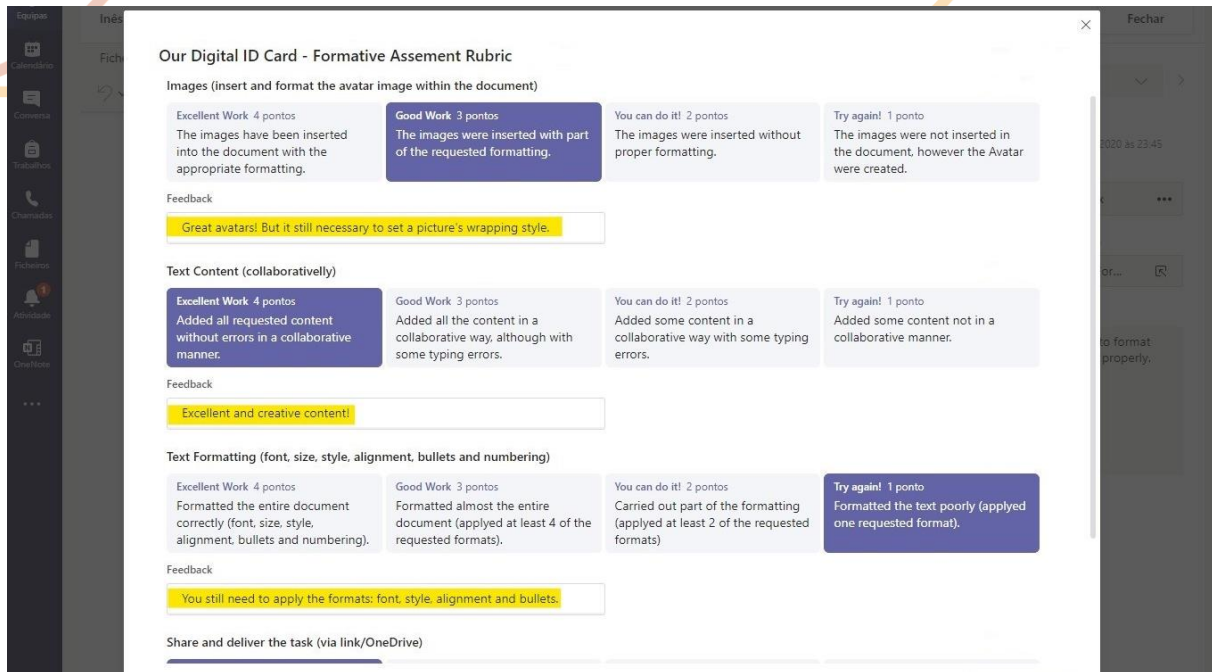 Equipas
Inês
Fechar
Calendário
Conversa
Trabalhos
Chamadas
Ficheiros
Atividade
1
OneNote
Our Digital ID Card - Formative Assement Rubric
Images (insert and format the avatar image within the document)
Excellent Work 4 pontos
The images have been inserted
into the document with the
appropriate formatting.
Good Work 3 pontos
The images were inserted with part
of the requested formatting.
You can do it! 2 pontos
The images were inserted without
proper formatting.
Try again! 1 ponto
The images were not inserted in
the document, however the Avatar
were created.
Feedback
Great avatars! But it still necessary to set a picture's wrapping style.
Text Content (collaborativelly)
Excellent Work 4 pontos
Added all requested content
without errors in a collaborative
manner.
Good Work 3 pontos
Added all the content in a
collaborative way, although with
some typing errors.
You can do it! 2 pontos
Added some content in a
collaborative way with some typing
errors.
Try again! 1 ponto
Added some content not in a
collaborative manner.
Feedback
Excellent and creative content!
Text Formatting (font, size, style, alignment, bullets and numbering)
Excellent Work 4 pontos
Formatted the entire document
correctly (font, size, style,
alignment, bullets and numbering).
Good Work 3 pontos
Formatted almost the entire
document (applyed at least 4 of the
requested formats).
You can do it! 2 pontos
Carried out part of the formatting
(applyed at least 2 of the requested
formats)
Try again! 1 ponto
Formatted the text poorly (applyed
one requested format).
Feedback
You still need to apply the formats: font, style, alignment and bullets.
Share and deliver the task (via link/OneDrive)
2020 às 23:45
to format
properly.